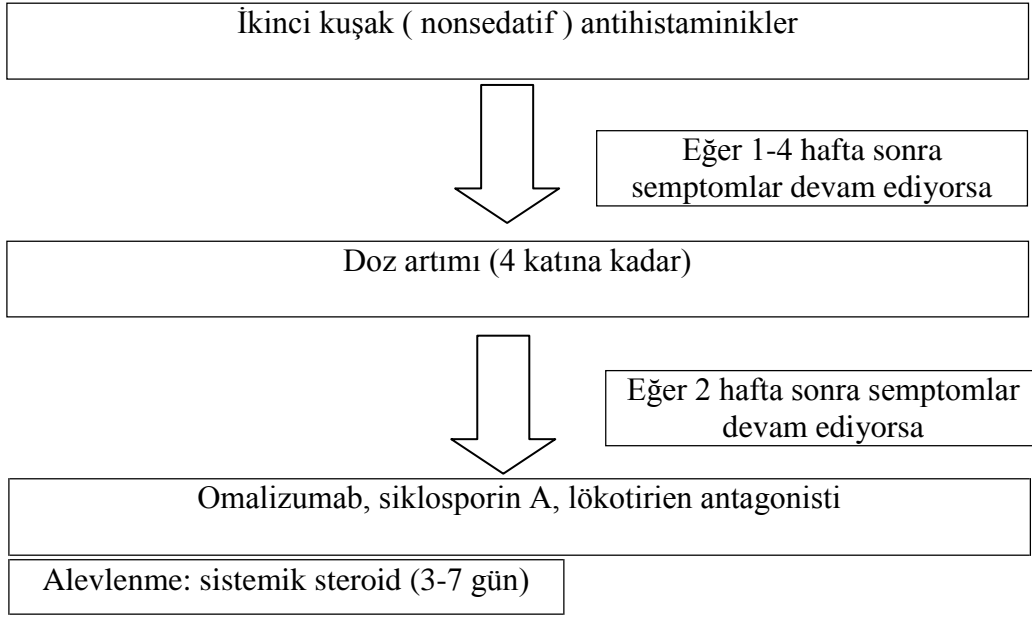 İkinci kuşak ( nonsedatif ) antihistaminikler
Eğer 1-4 hafta sonra
semptomlar devam ediyorsa
Doz artımı (4 katına kadar)
Eğer 2 hafta sonra semptomlar
devam ediyorsa
Omalizumab, siklosporin A, lökotirien antagonisti
Alevlenme: sistemik steroid (3-7 gün)